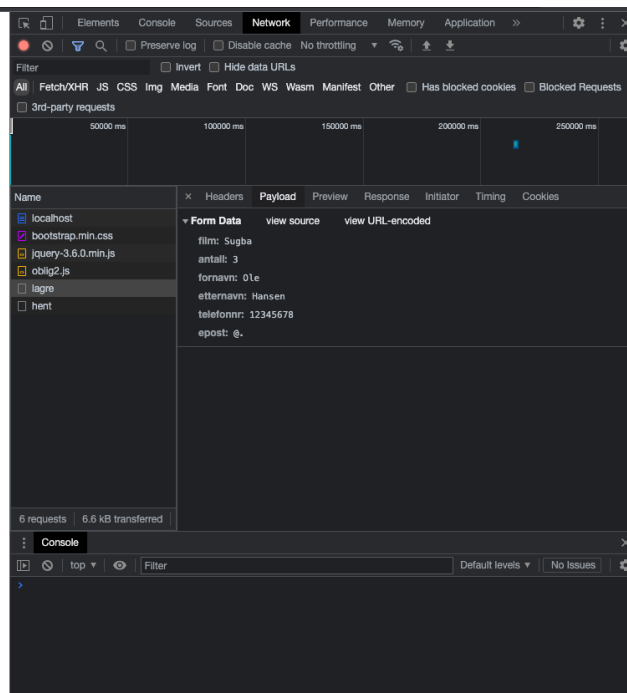 Elements Console Sources Network Performance Memory Application »
Preserve log Disable cache No throttling
Filter Invert Hide data URLs
All Fetch/XHR JS CSS Img Media Font Doc WS Wasm Manifest Other Has blocked cookies Blocked Requests
3rd-party requests
50000 ms 100000 ms 150000 ms 200000 ms 250000 ms
Name × Headers Payload Preview Response Initiator Timing Cookies
localhost
bootstrap.min.css
jquery-3.6.0.min.js
oblig2.js
lagre
hent
Form Data view source view URL-encoded
film: Sugba
antall: 3
fornavn: Ole
etternavn: Hansen
telefonnr: 12345678
epost: @.
6 requests 6.6 kB transferred
Console
top Filter Default levels No Issues